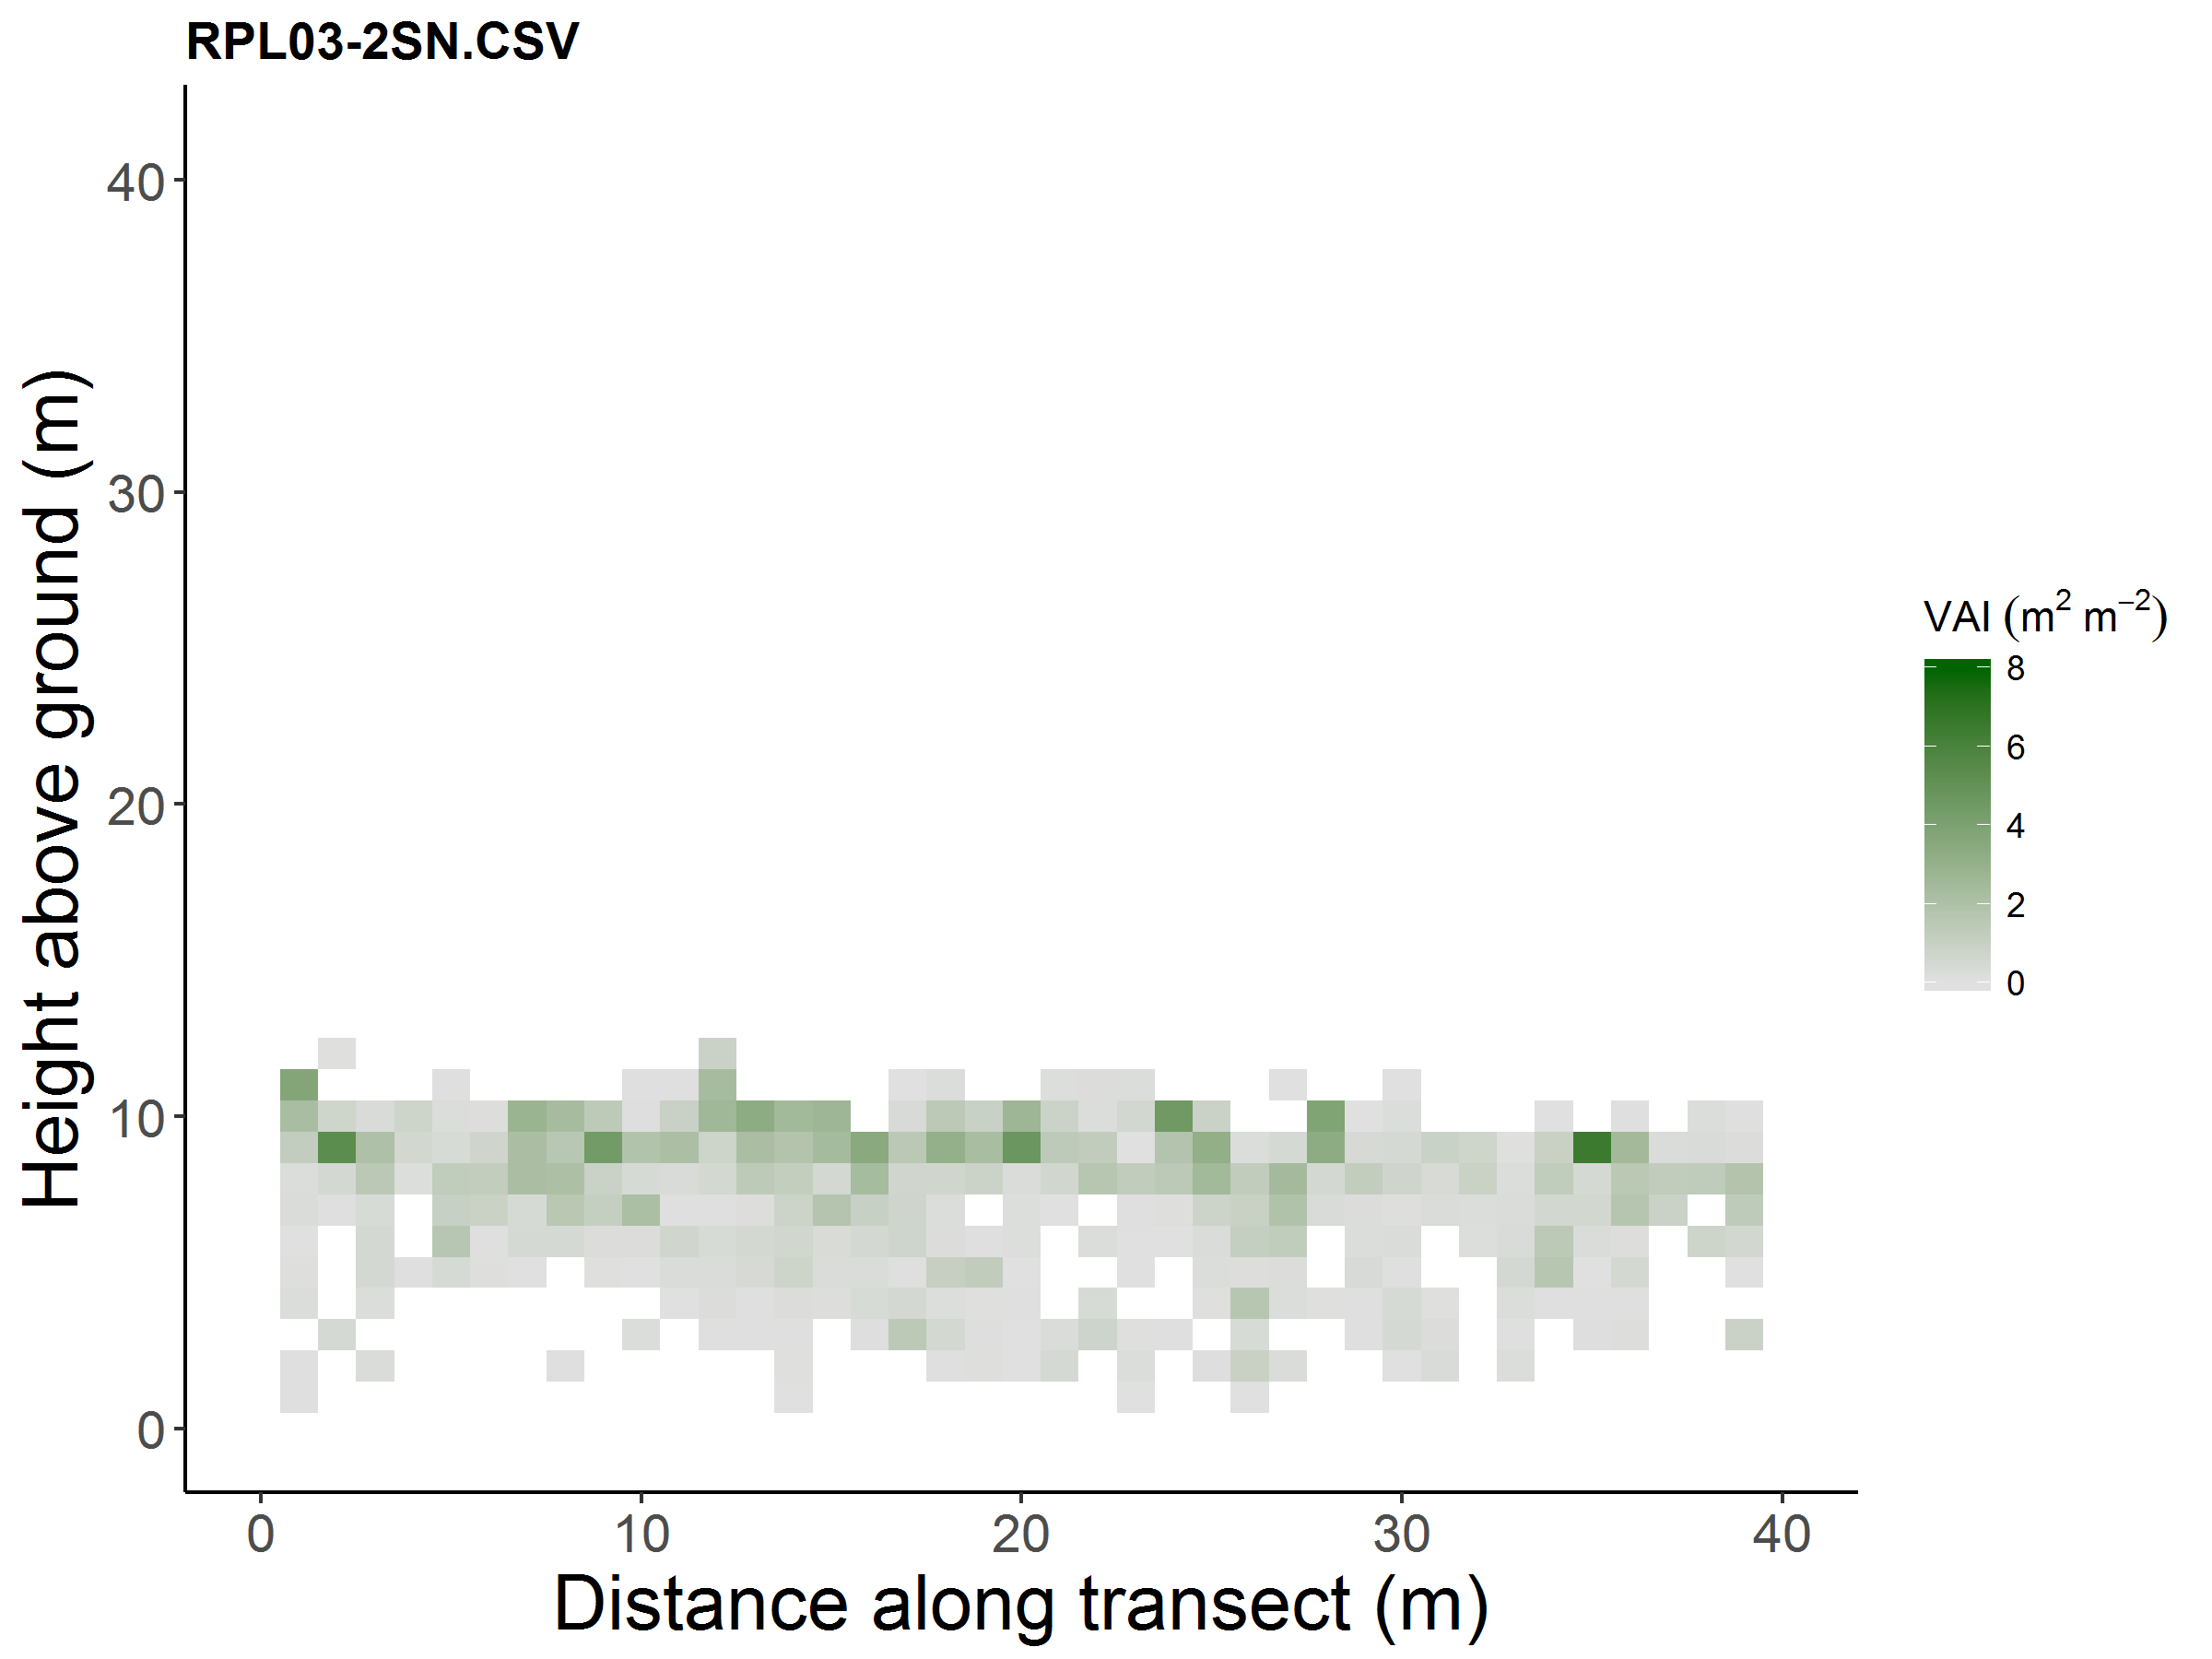 RPL03-2SN.CSV
Height above ground (m)
40
30
20
10
0
0 10 20 30 40
Distance along transect (m)
VAI (m² m⁻²)
8
6
4
2
0